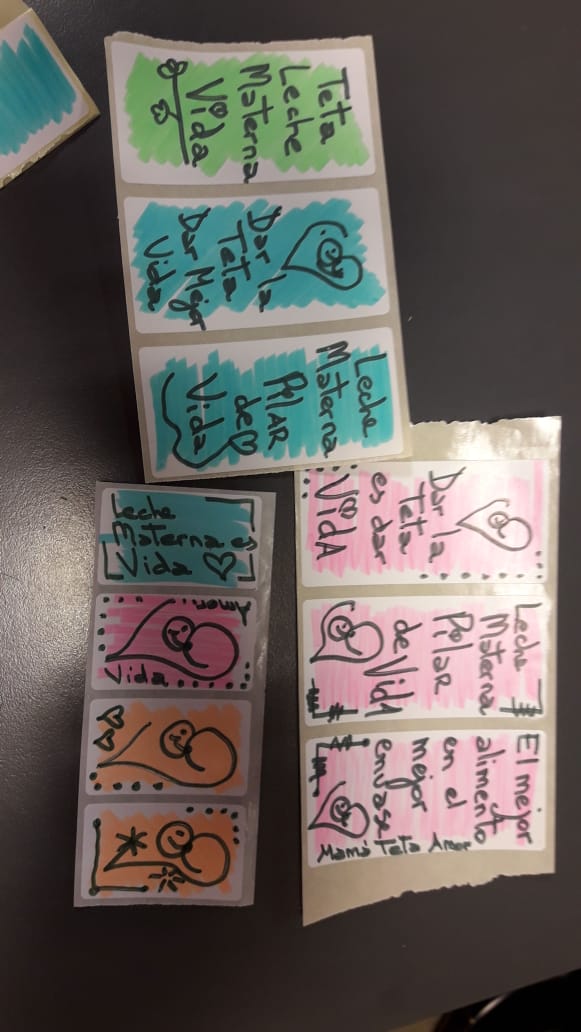 Teta
Leche
Materna
Vida
Dar la
Teta
Dar Mejor
Vida
Leche
Materna
PilAR
de
Vida
Dar la
Teta
es dar
VidA
Leche
Materna
PilAR
de VidA
El mejor
alimento
en el
mejor
envase
Mamá Teta Amor
Leche
Materna es
Vida
Amor
Vida